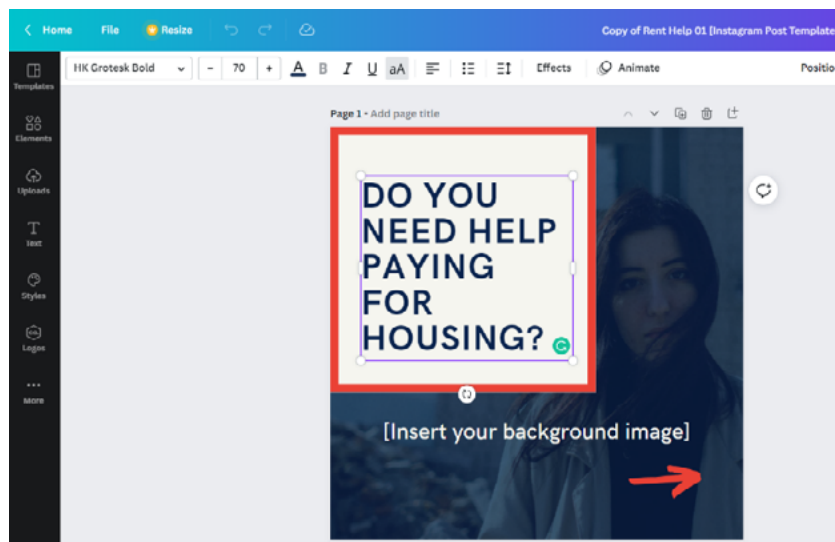 Home File Resize Copy of Rent Help 01 [Instagram Post Template
HK Grotesk Bold - 70 + A B I U aA Effects Animate Positio
Templates
Elements
Uploads
Text
Styles
Logos
More
Page 1 - Add page title
DO YOU
NEED HELP
PAYING
FOR
HOUSING?
[Insert your background image]